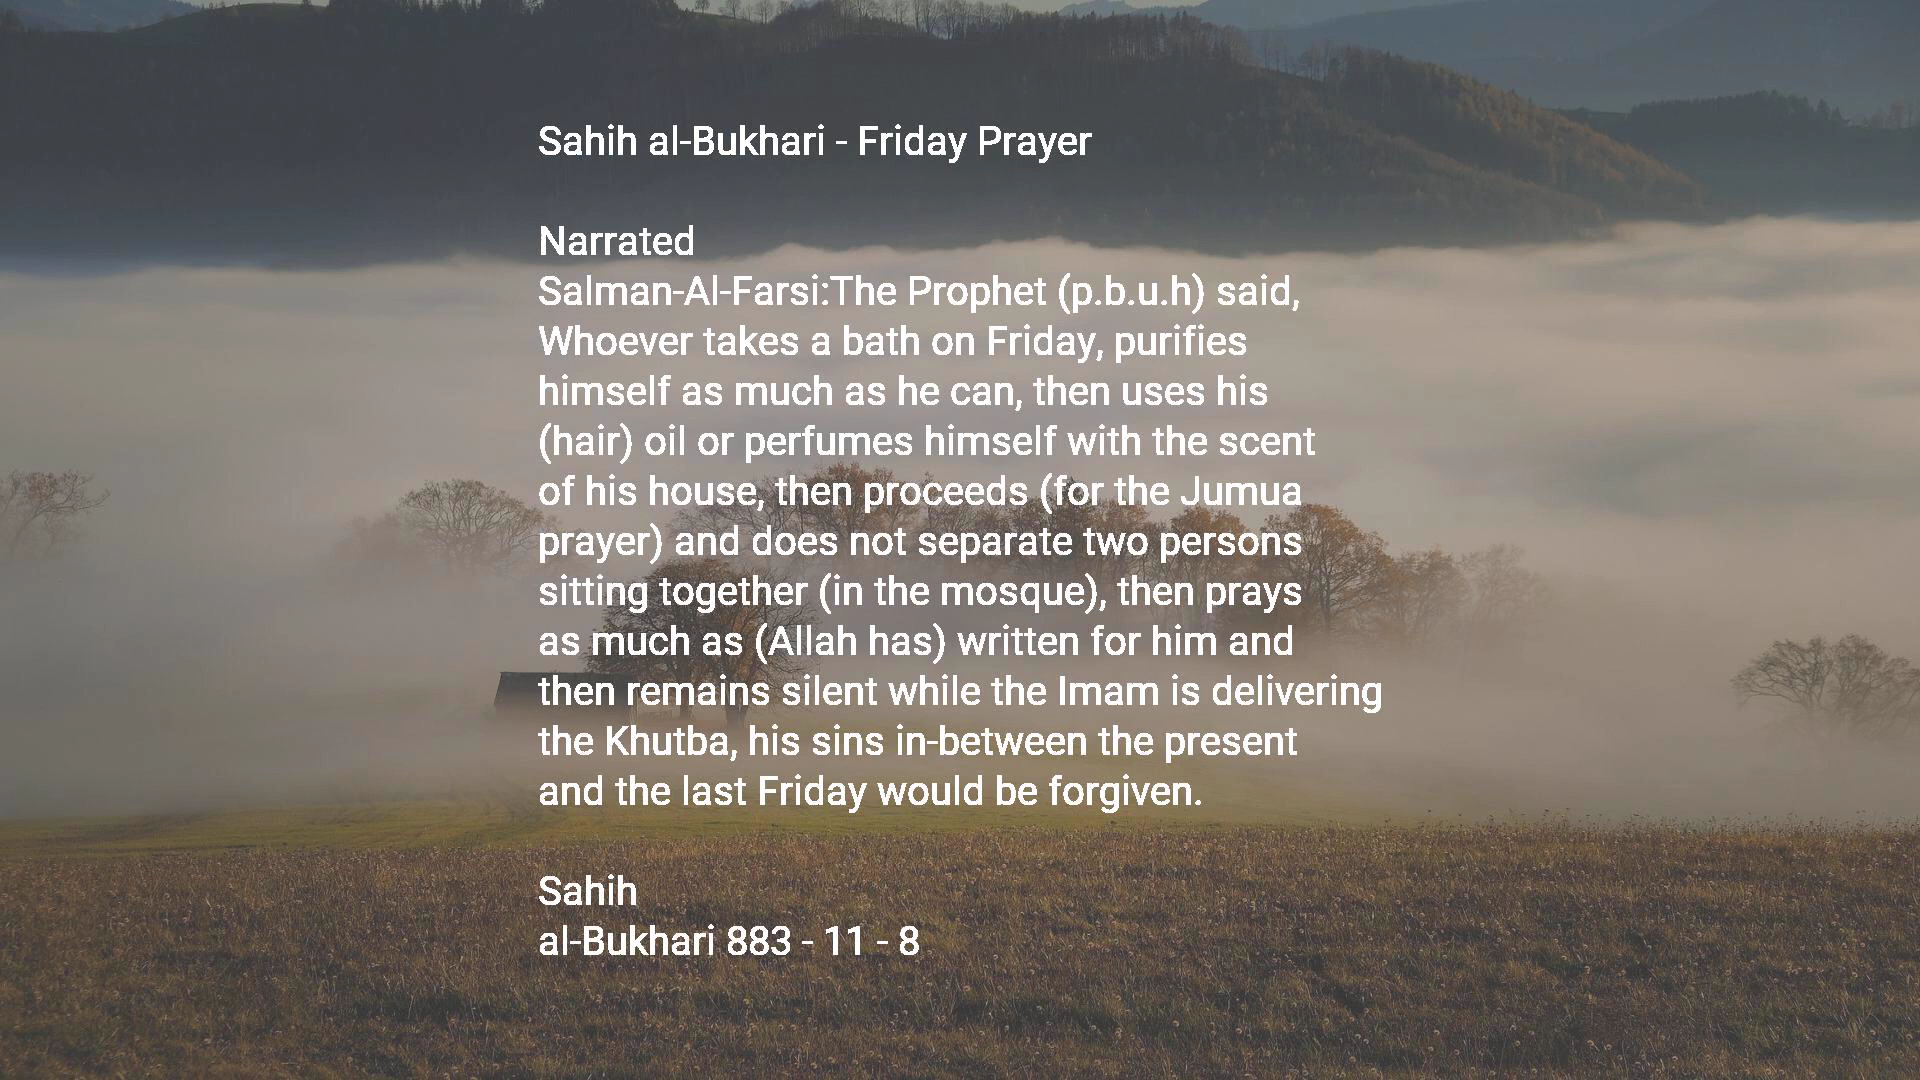 Sahih al-Bukhari - Friday Prayer
Narrated
Salman-Al-Farsi:The Prophet (p.b.u.h) said,
Whoever takes a bath on Friday, purifies
himself as much as he can, then uses his
(hair) oil or perfumes himself with the scent
of his house, then proceeds (for the Jumua
prayer) and does not separate two persons
sitting together (in the mosque), then prays
as much as (Allah has) written for him and
then remains silent while the Imam is delivering
the Khutba, his sins in-between the present
and the last Friday would be forgiven.
Sahih
al-Bukhari 883 - 11 - 8